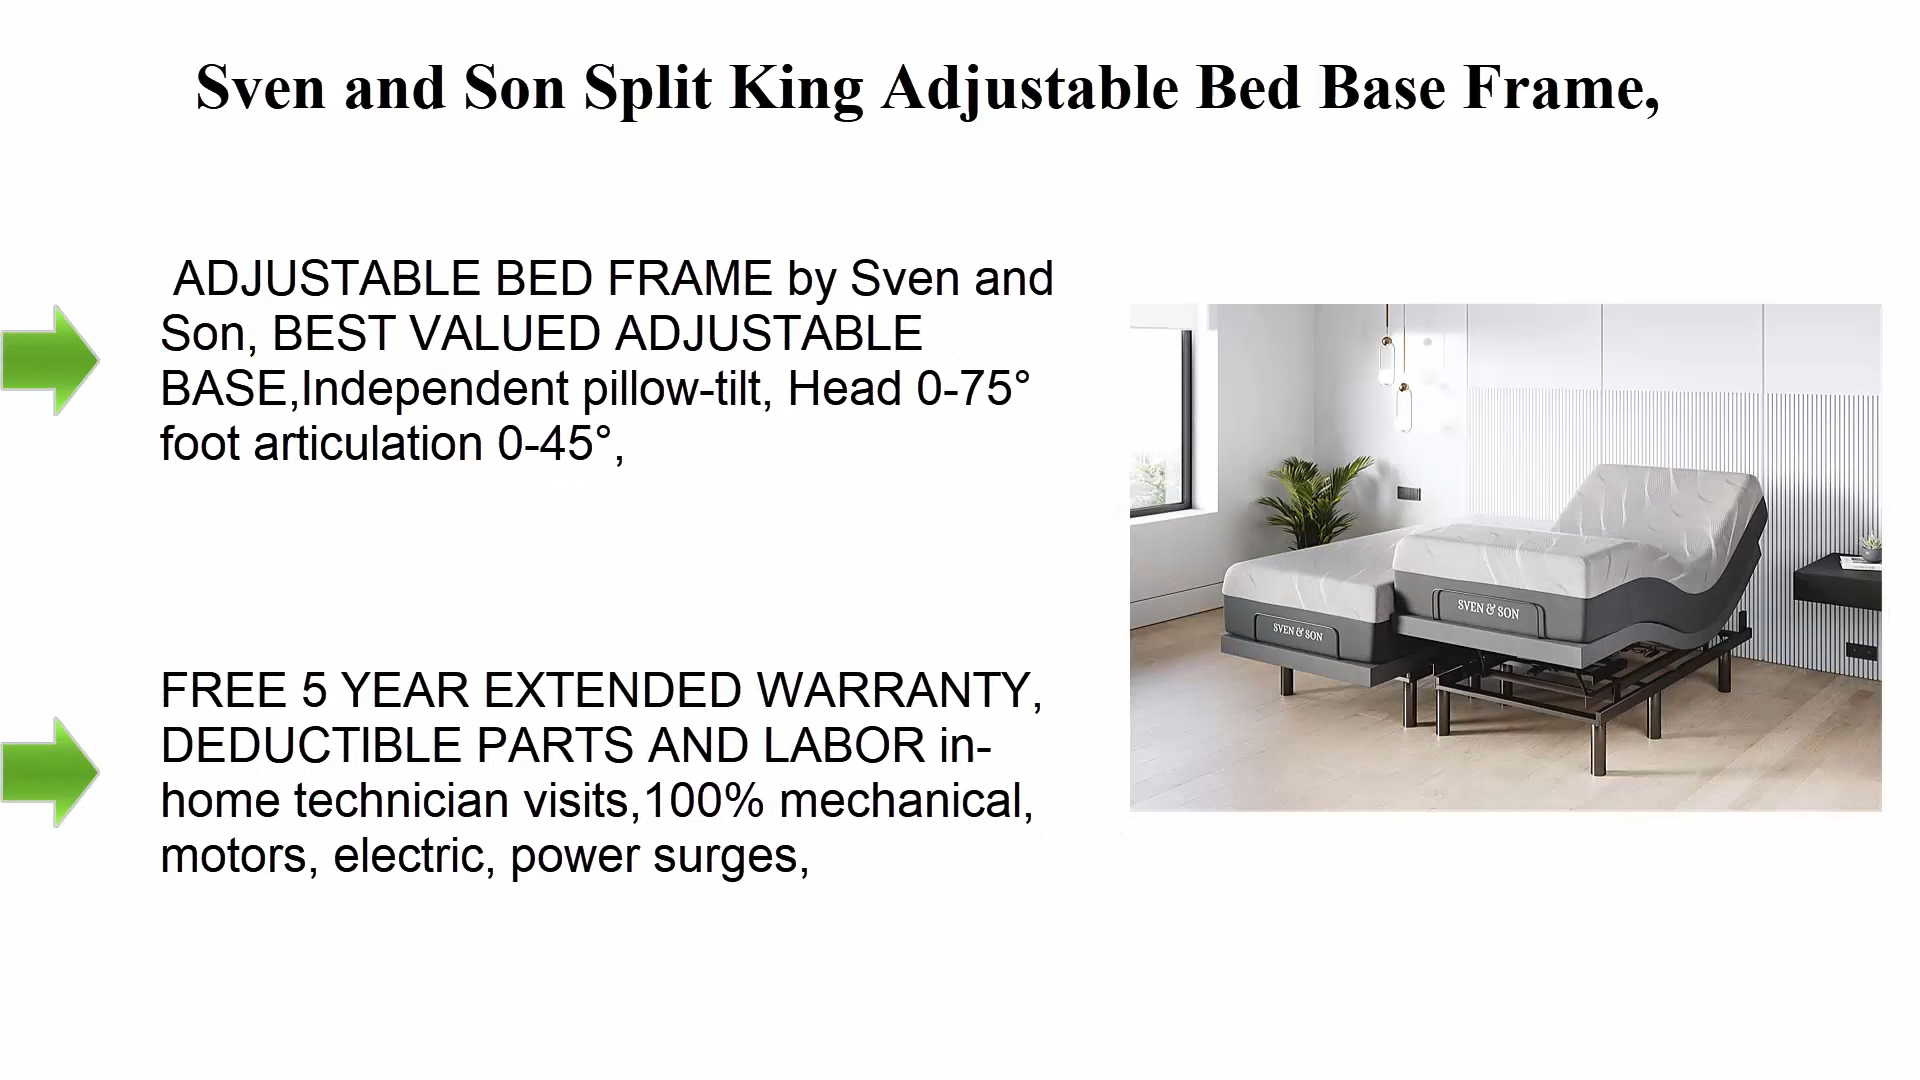 Sven and Son Split King Adjustable Bed Base Frame,
ADJUSTABLE BED FRAME by Sven and
Son, BEST VALUED ADJUSTABLE
BASE,Independent pillow-tilt, Head 0-75°
foot articulation 0-45°,
FREE 5 YEAR EXTENDED WARRANTY,
DEDUCTIBLE PARTS AND LABOR in-
home technician visits,100% mechanical,
motors, electric, power surges,
SVEN & SON
SVEN & SON